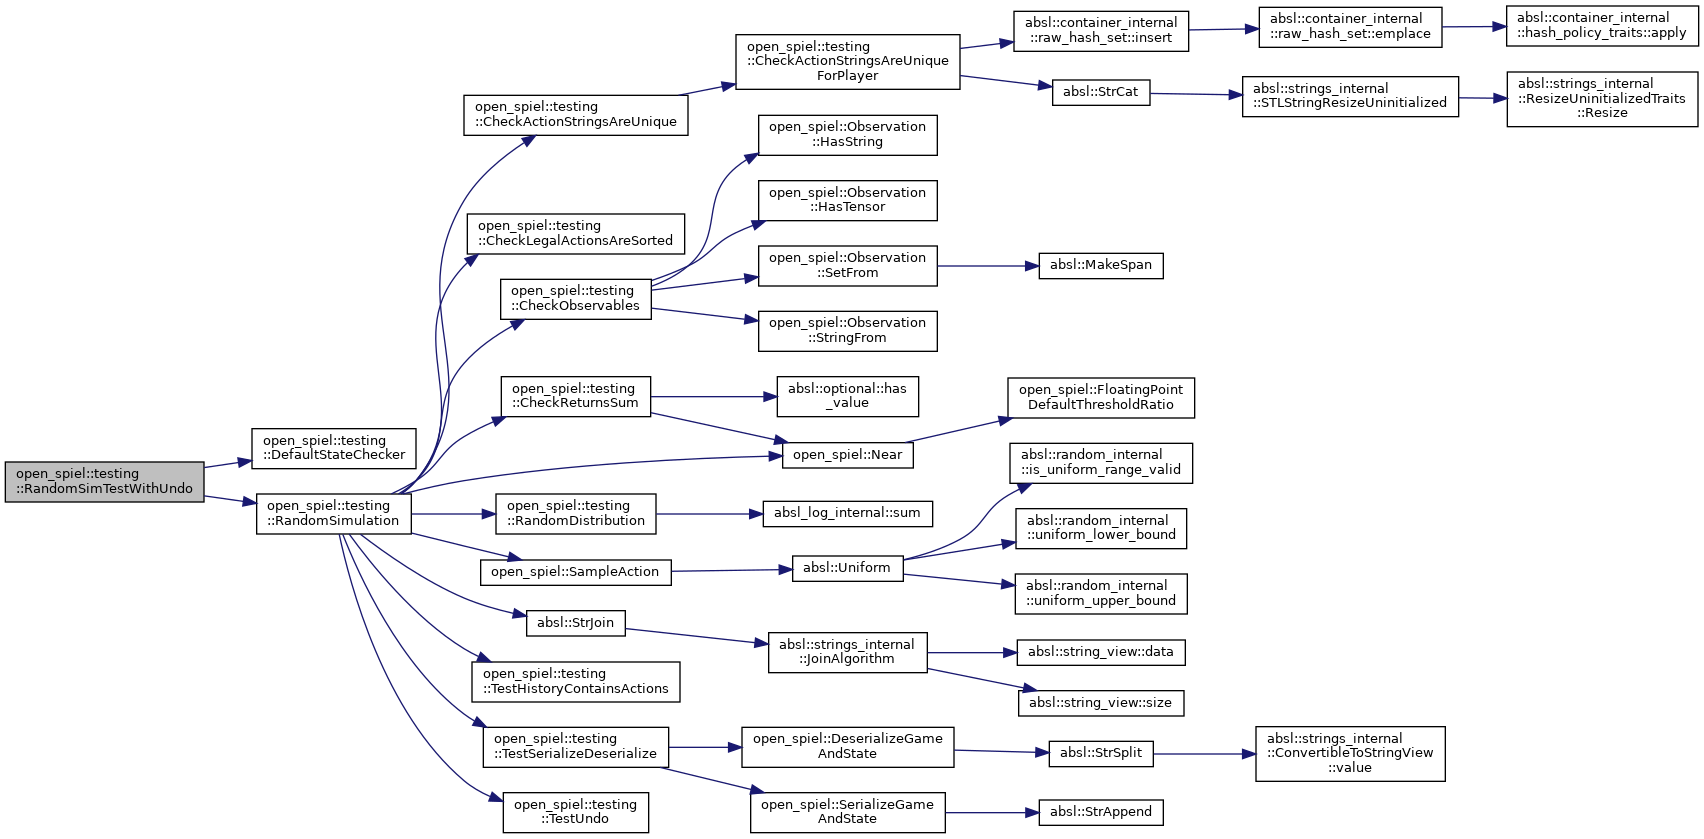 open_spiel::testing
::RandomSimTestWithUndo
open_spiel::testing
::DefaultStateChecker
open_spiel::testing
::RandomSimulation
open_spiel::testing
::CheckActionStringsAreUnique
open_spiel::testing
::CheckLegalActionsAreSorted
open_spiel::testing
::CheckObservables
open_spiel::testing
::CheckReturnsSum
open_spiel::testing
::RandomDistribution
open_spiel::SampleAction
absl::StrJoin
open_spiel::testing
::TestHistoryContainsActions
open_spiel::testing
::TestSerializeDeserialize
open_spiel::testing
::TestUndo
open_spiel::testing
::CheckActionStringsAreUnique
ForPlayer
open_spiel::Observation
::HasString
open_spiel::Observation
::HasTensor
open_spiel::Observation
::SetFrom
open_spiel::Observation
::StringFrom
absl::optional::has
_value
open_spiel::Near
absl_log_internal::sum
absl::Uniform
absl::strings_internal
::JoinAlgorithm
open_spiel::DeserializeGame
AndState
open_spiel::SerializeGame
AndState
absl::container_internal
::raw_hash_set::insert
absl::StrCat
absl::MakeSpan
open_spiel::FloatingPoint
DefaultThresholdRatio
absl::random_internal
::is_uniform_range_valid
absl::random_internal
::uniform_lower_bound
absl::random_internal
::uniform_upper_bound
absl::string_view::data
absl::string_view::size
absl::StrSplit
absl::StrAppend
absl::container_internal
::raw_hash_set::emplace
absl::strings_internal
::STLStringResizeUninitialized
absl::strings_internal
::ConvertibleToStringView
::value
absl::container_internal
::hash_policy_traits::apply
absl::strings_internal
::ResizeUninitializedTraits
::Resize